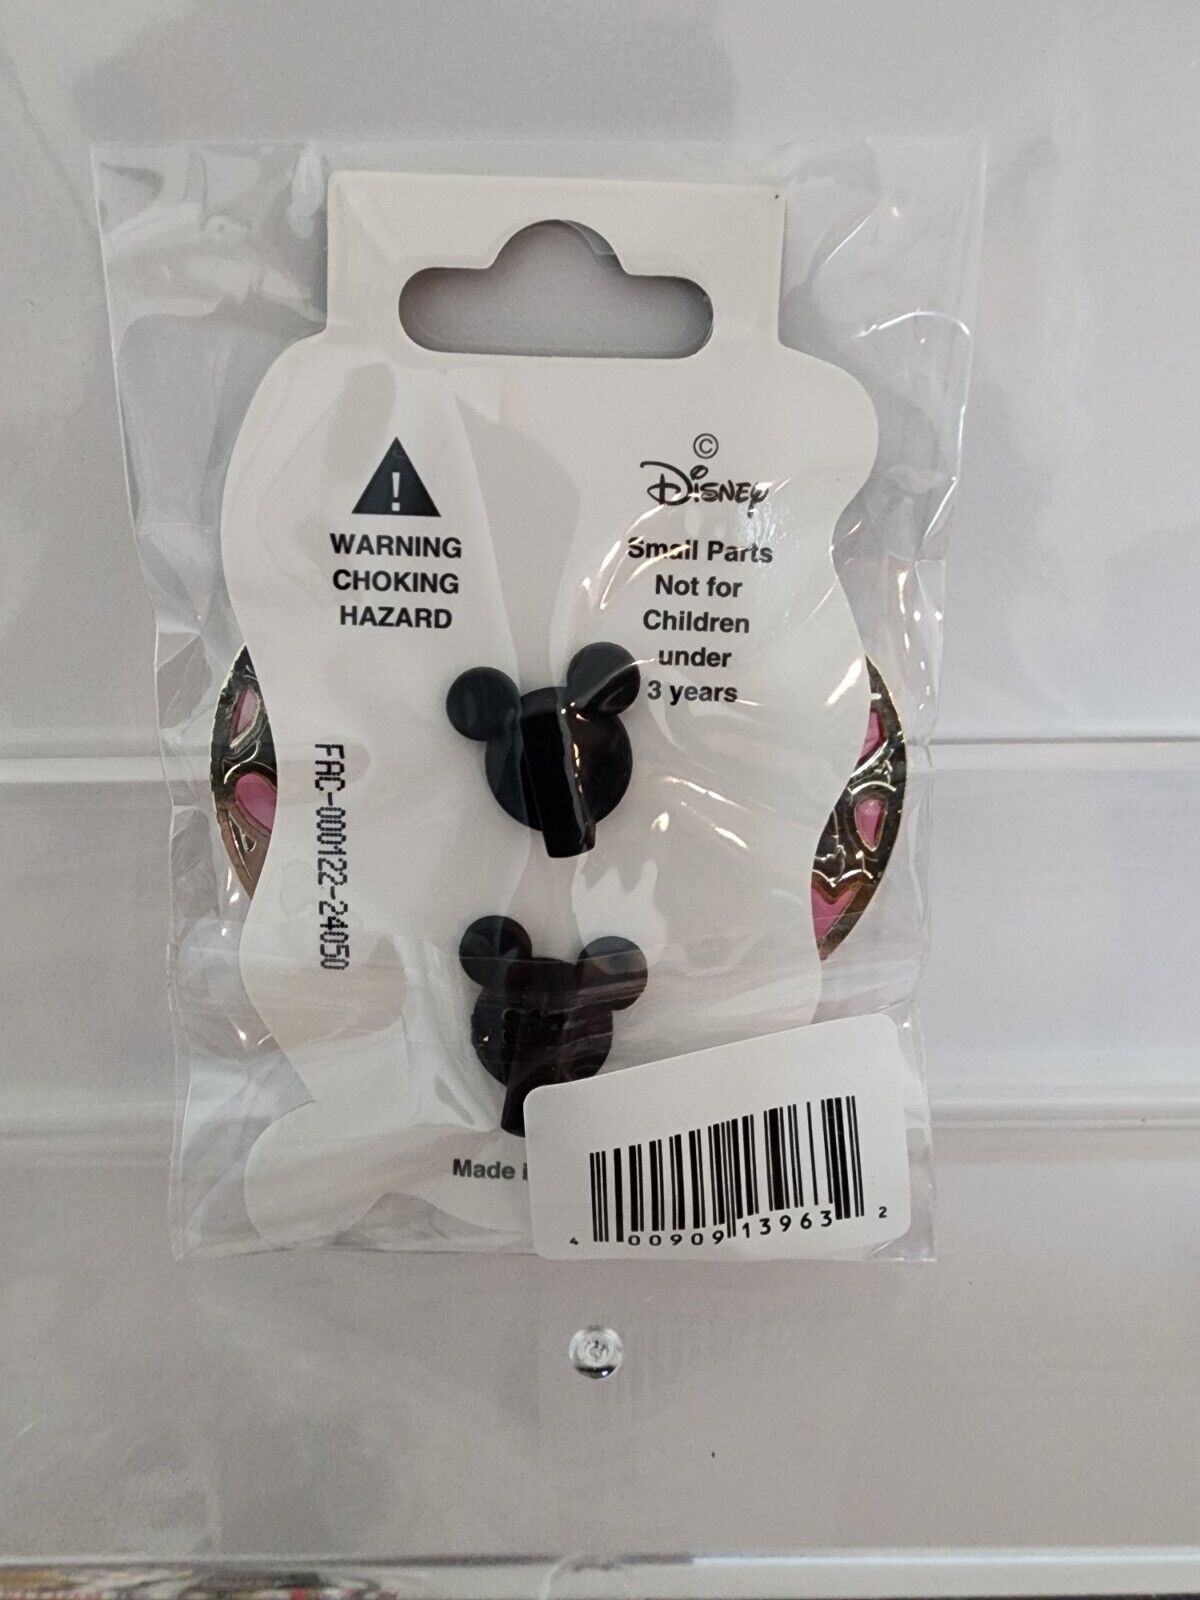 WARNING
CHOKING
HAZARD
©
Disney
Small Parts
Not for
Children
under
3 years
FAC-000122-24050
Made
4 00909 13963 2